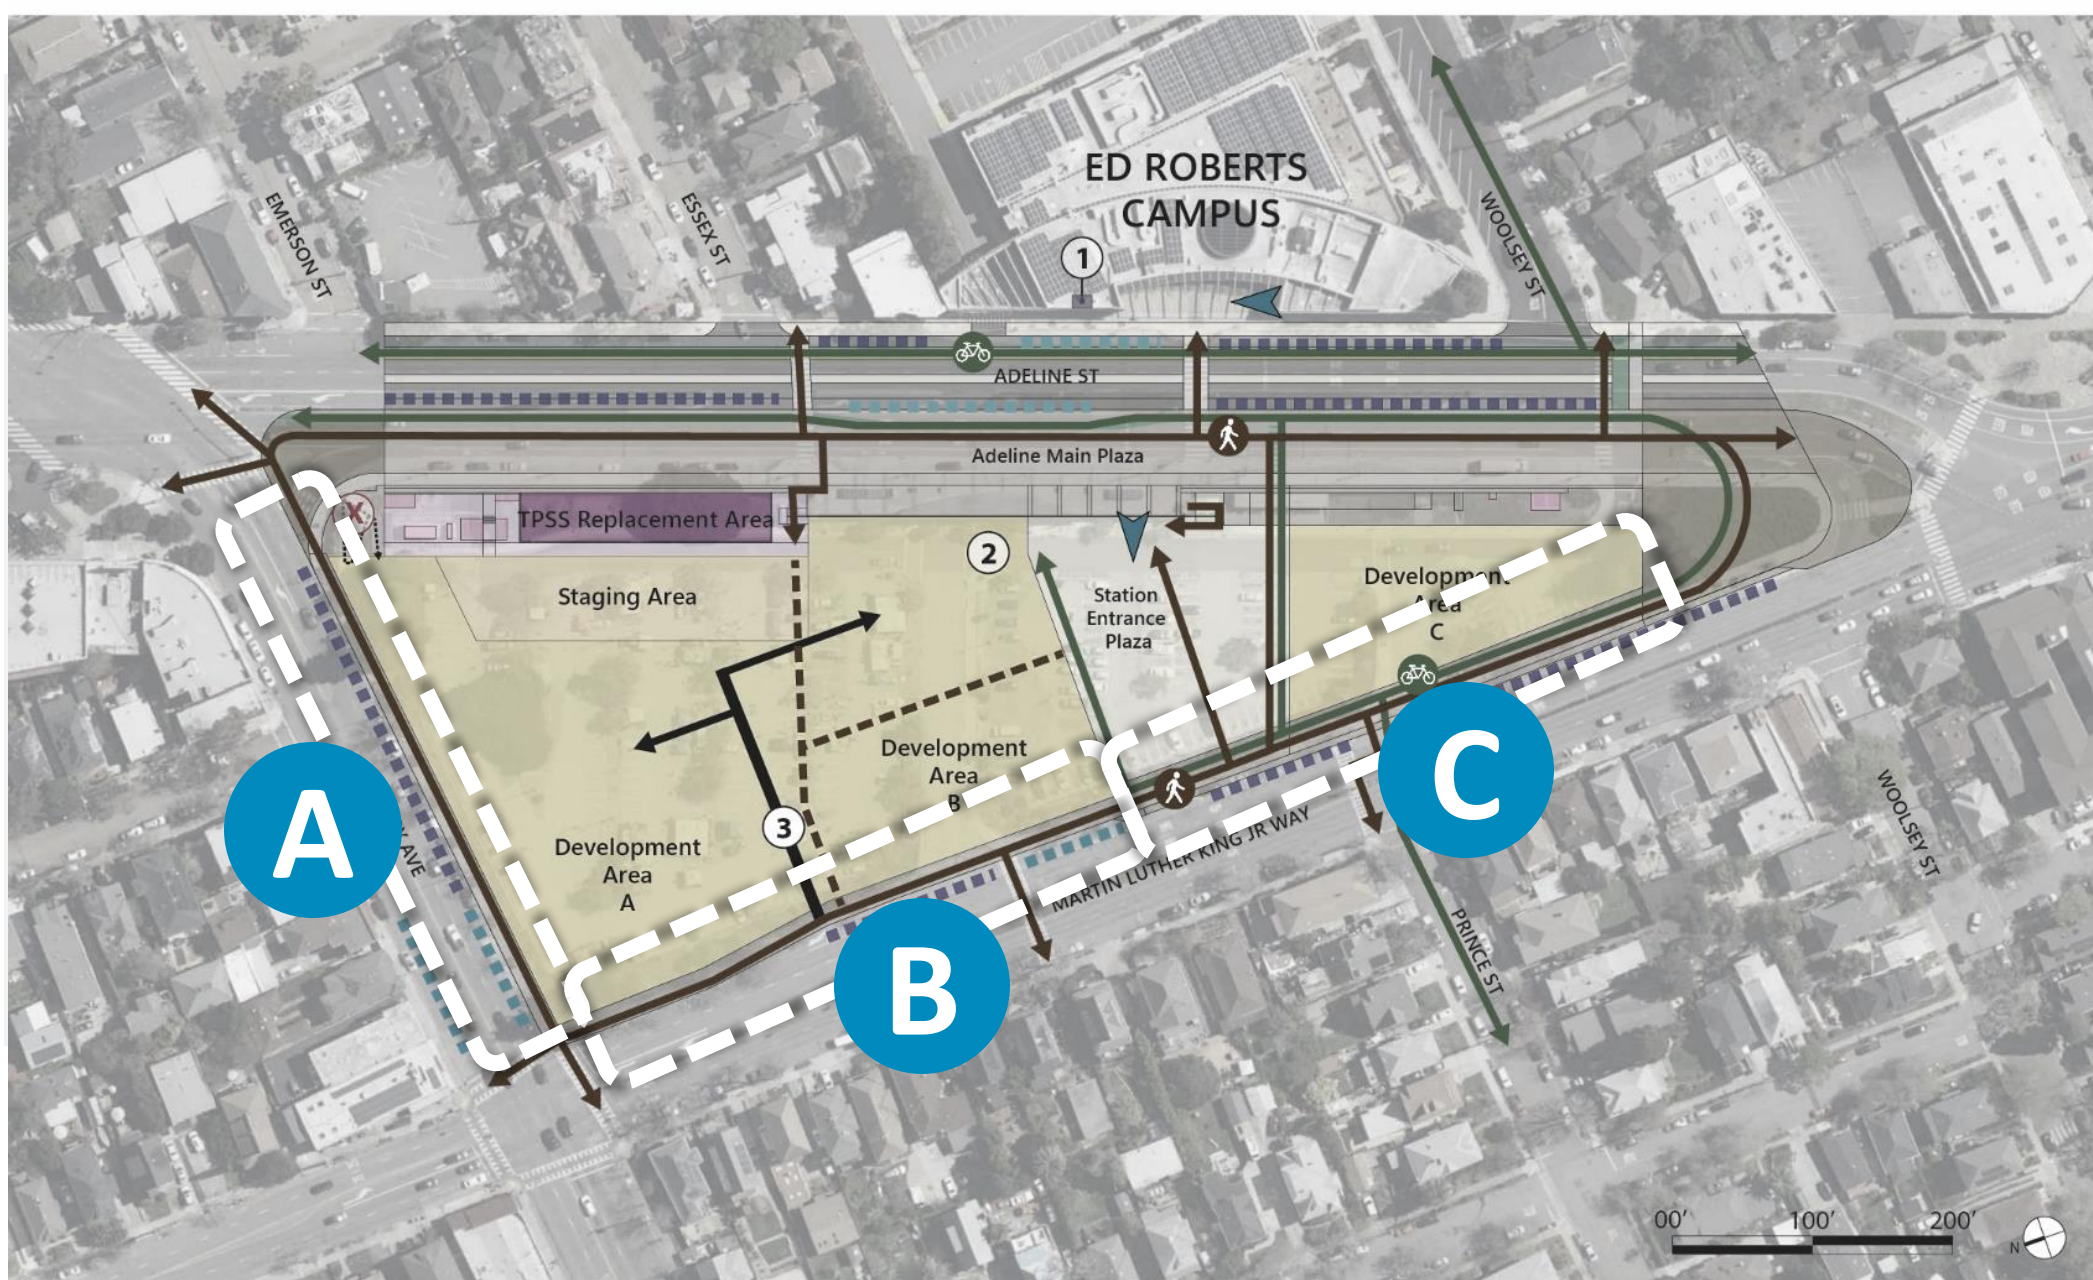 ED ROBERTS
CAMPUS
1
EMERSON ST
ESSEX ST
WOOLSEY ST
ADELINE ST
Adeline Main Plaza
X
TPSS Replacement Area
2
Staging Area
Station
Entrance
Plaza
Development
Area
C
Development
Area
B
3
Development
Area
A
A
AVE
B
C
MARTIN LUTHER KING JR WAY
PRINCE ST
WOOLSEY ST
00' 100' 200'
N